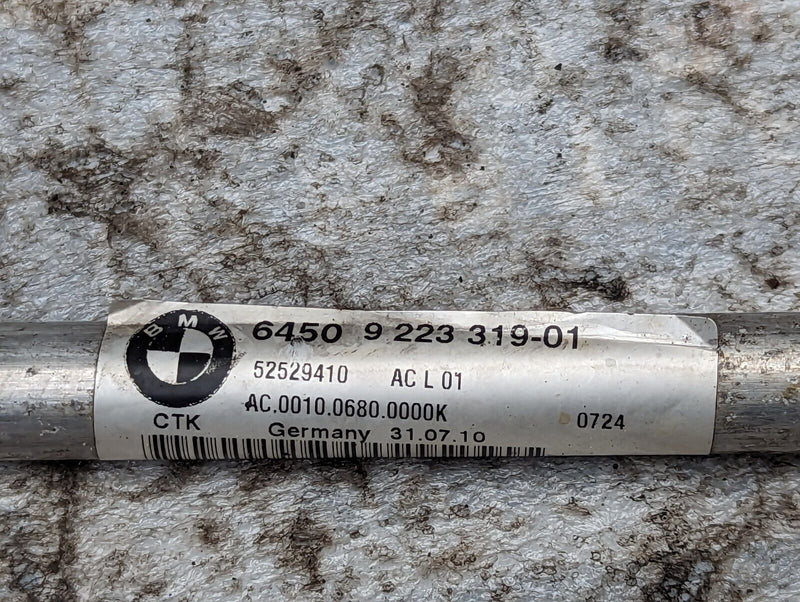 BMW
6450 9 223 319-01
52529410 AC L 01
AC.0010.0680.0000K
CTK 0724
Germany 31.07.10